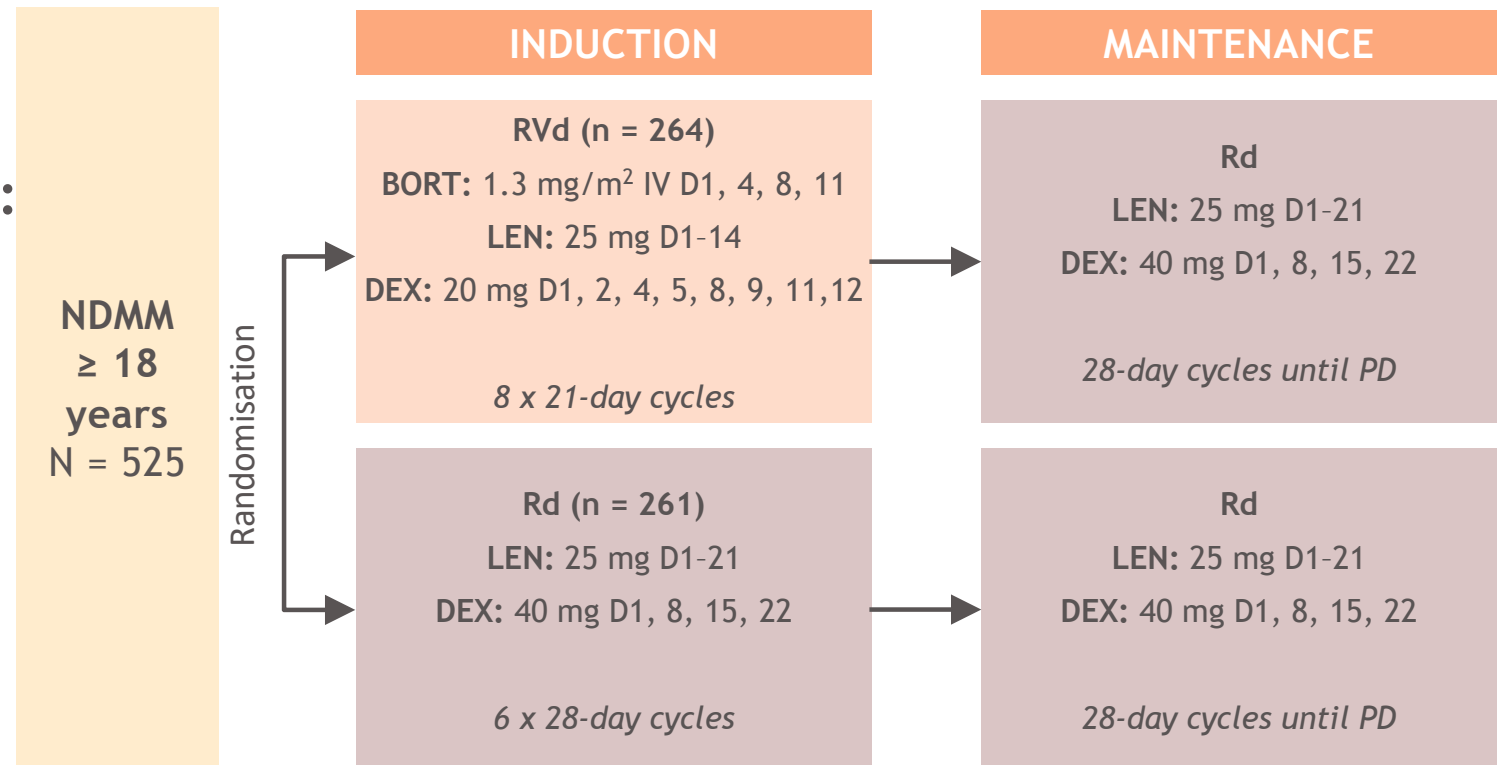 :
NDMM
≥ 18
years
N = 525
Randomisation
INDUCTION
RVd (n = 264)
BORT: 1.3 mg/m² IV D1, 4, 8, 11
LEN: 25 mg D1–14
DEX: 20 mg D1, 2, 4, 5, 8, 9, 11,12
8 x 21-day cycles
Rd (n = 261)
LEN: 25 mg D1–21
DEX: 40 mg D1, 8, 15, 22
6 x 28-day cycles
MAINTENANCE
Rd
LEN: 25 mg D1–21
DEX: 40 mg D1, 8, 15, 22
28-day cycles until PD
Rd
LEN: 25 mg D1–21
DEX: 40 mg D1, 8, 15, 22
28-day cycles until PD